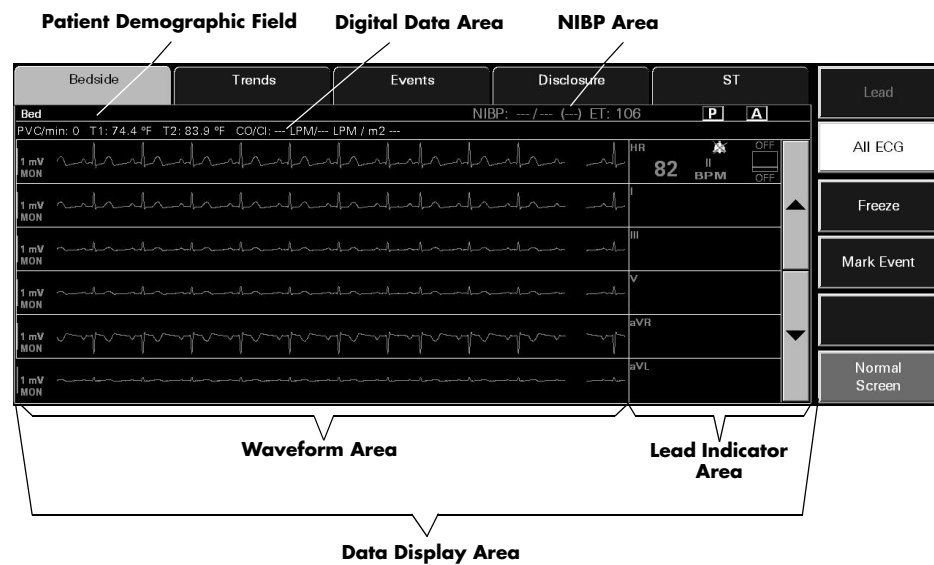 Patient Demographic Field Digital Data Area NIBP Area
Bedside Trends Events Disclosure ST
Lead
Bed NIBP: ---/--- (---) ET: 106 P A
PVC/min: 0 T1: 74.4 °F T2: 83.9 °F CO/CI: --- LPM/--- LPM / m2 ---
All ECG
1 mV
MON
HR
82
II
BPM
OFF
OFF
1 mV
MON
I
Freeze
1 mV
MON
III
Mark Event
1 mV
MON
V
1 mV
MON
aVR
1 mV
MON
aVL
Normal
Screen
Waveform Area
Lead Indicator
Area
Data Display Area